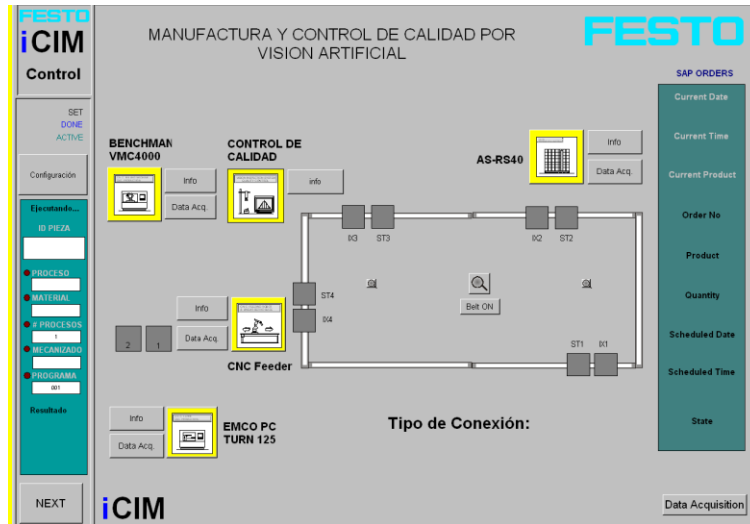 FESTO
iCIM
Control
SET
DONE
ACTIVE
Configuración
Ejecutando...
ID PIEZA
PROCESO
MATERIAL
# PROCESOS
1
MECANIZADO
PROGRAMA
001
Resultado
NEXT
MANUFACTURA Y CONTROL DE CALIDAD POR
VISION ARTIFICIAL
FESTO
BENCHMAN
VMC4000
Info
Data Acq.
CONTROL DE
CALIDAD
info
AS-RS40
Info
Data Acq.
IX3
ST3
IX2
ST2
ST4
IX4
Belt ON
ST1
IX1
Info
Data Acq.
2
1
CNC Feeder
Info
Data Acq.
EMCO PC
TURN 125
Tipo de Conexión:
iCIM
SAP ORDERS
Current Date
Current Time
Current Product
Order No
Product
Quantity
Scheduled Date
Scheduled Time
State
Data Acquisition